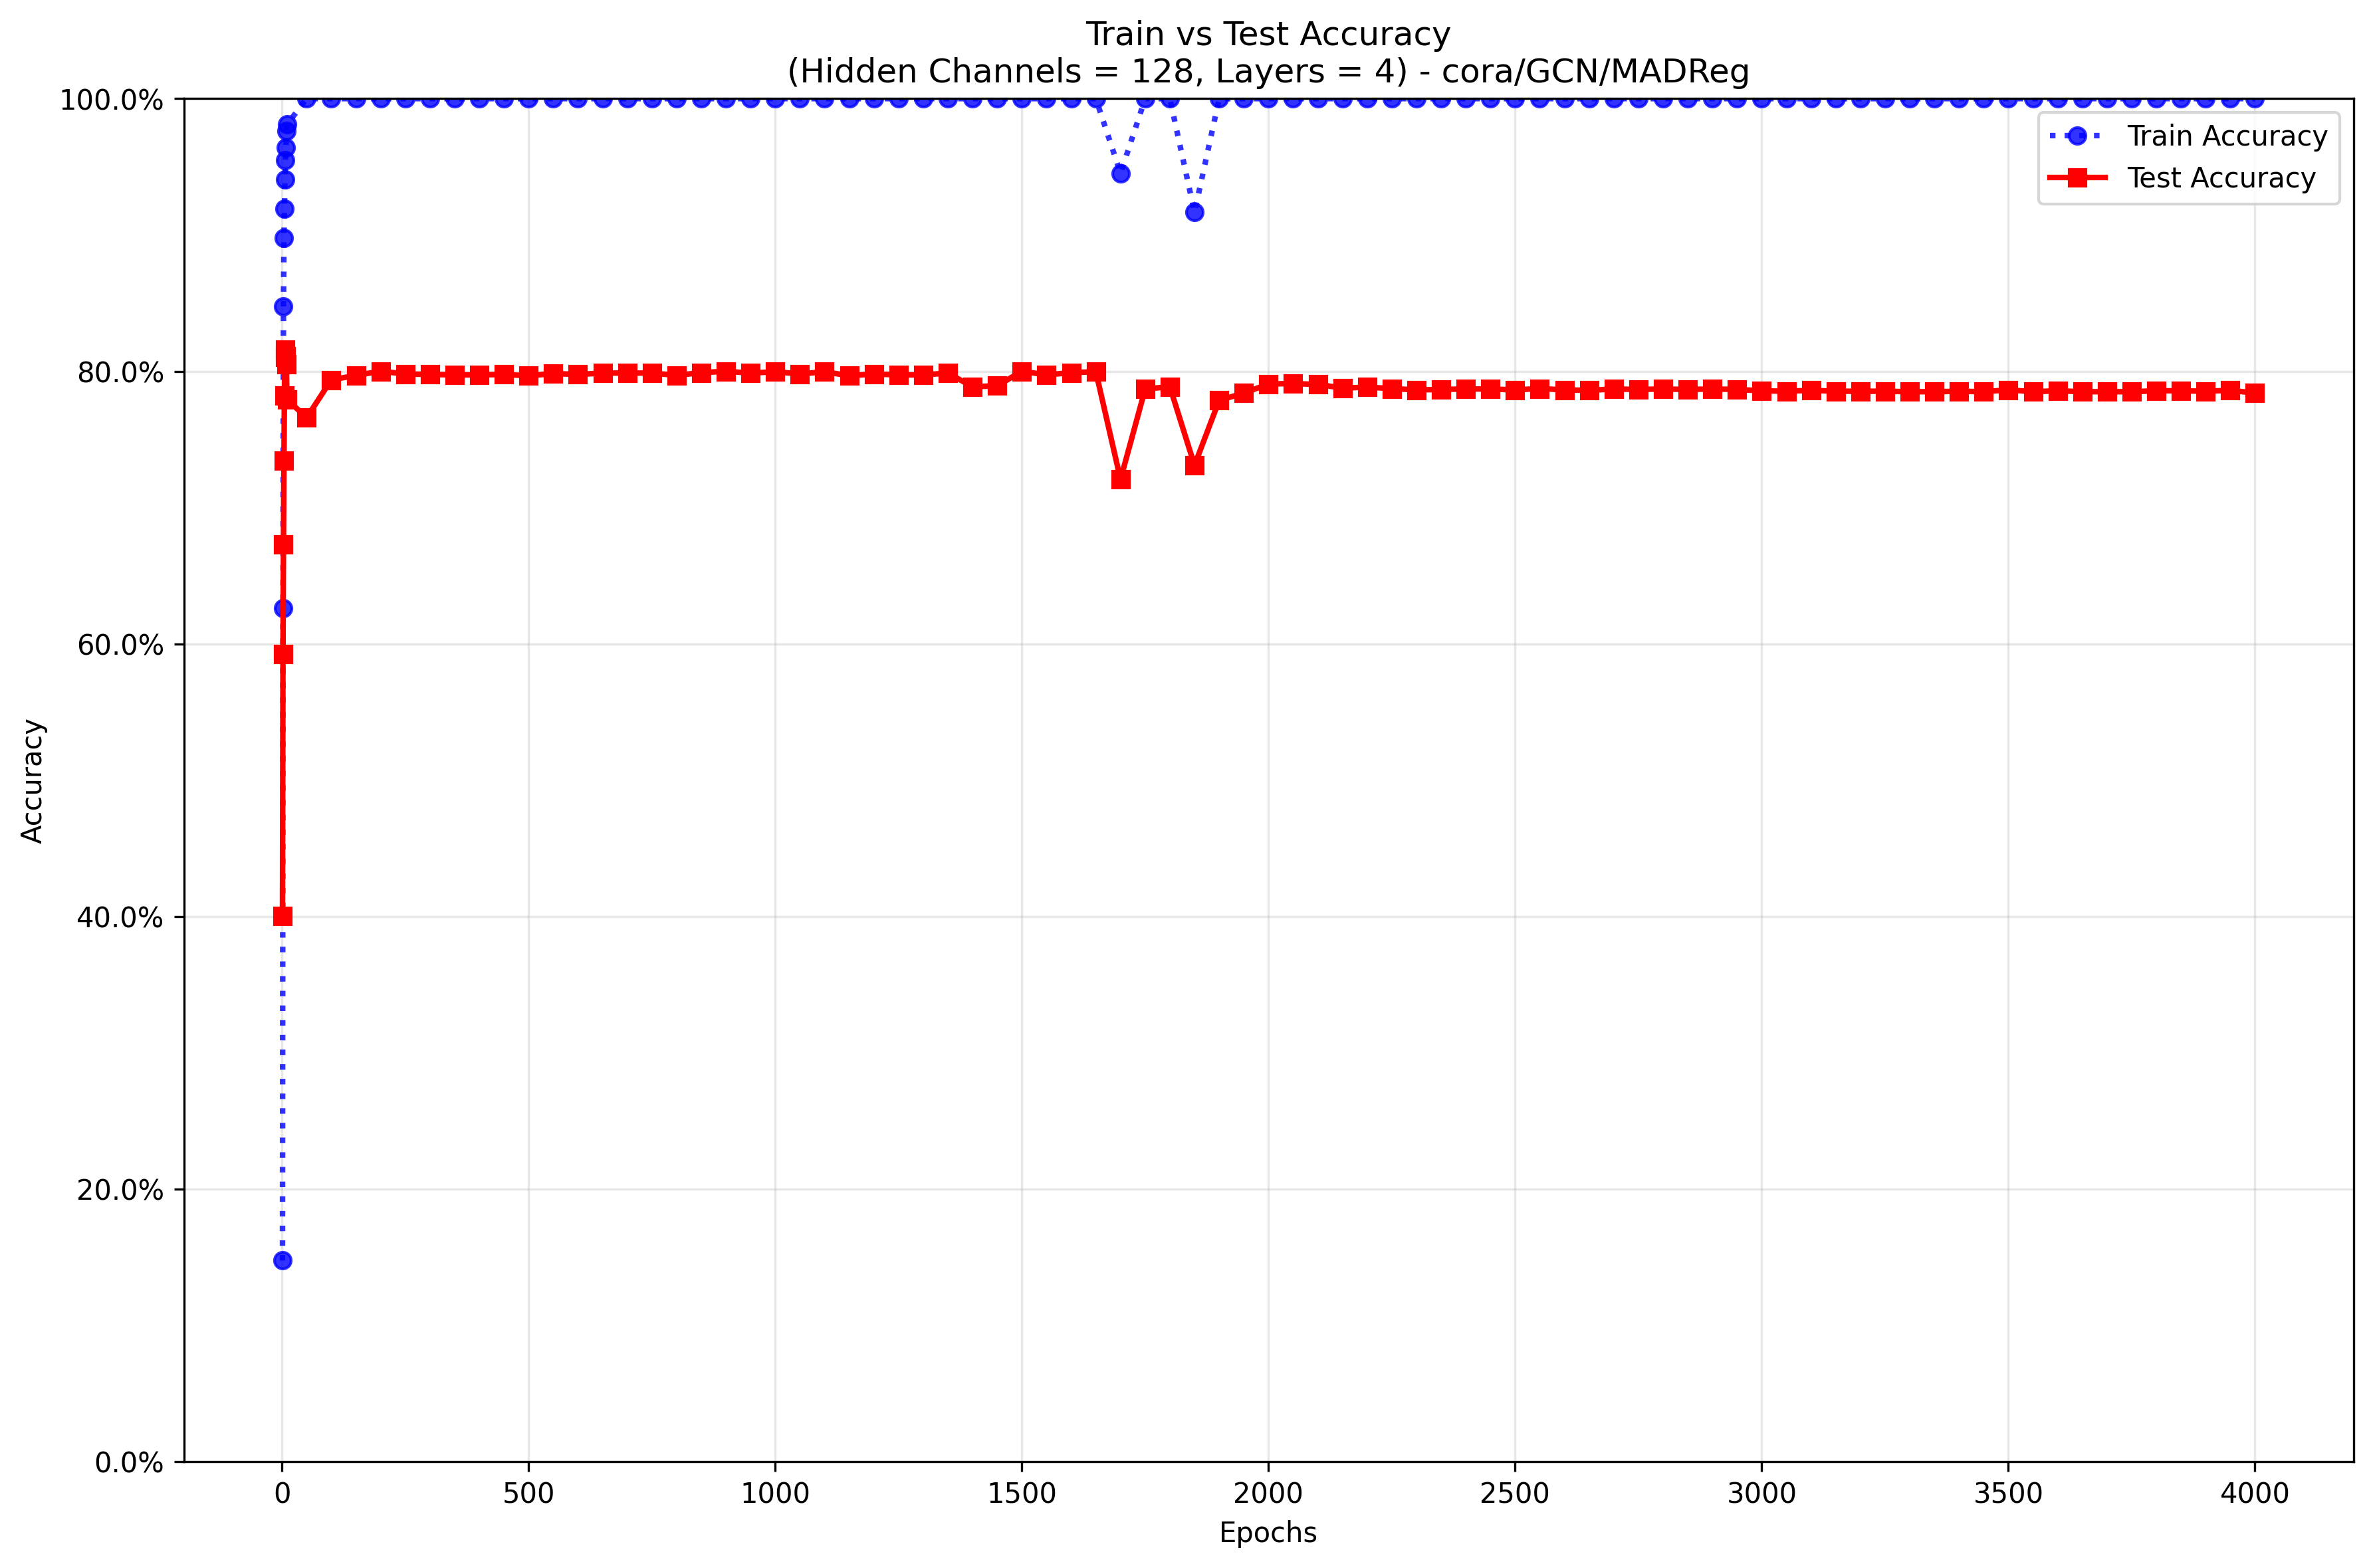 Train vs Test Accuracy
(Hidden Channels = 128, Layers = 4) - cora/GCN/MADReg
100.0%
80.0%
60.0%
40.0%
20.0%
0.0%
Accuracy
Train Accuracy
Test Accuracy
0
500
1000
1500
2000
2500
3000
3500
4000
Epochs